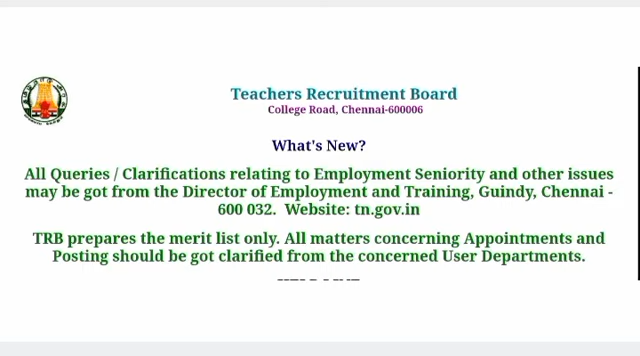 Teachers Recruitment Board
College Road, Chennai-600006
What's New?
All Queries / Clarifications relating to Employment Seniority and other issues
may be got from the Director of Employment and Training, Guindy, Chennai -
600 032. Website: tn.gov.in
TRB prepares the merit list only. All matters concerning Appointments and
Posting should be got clarified from the concerned User Departments.